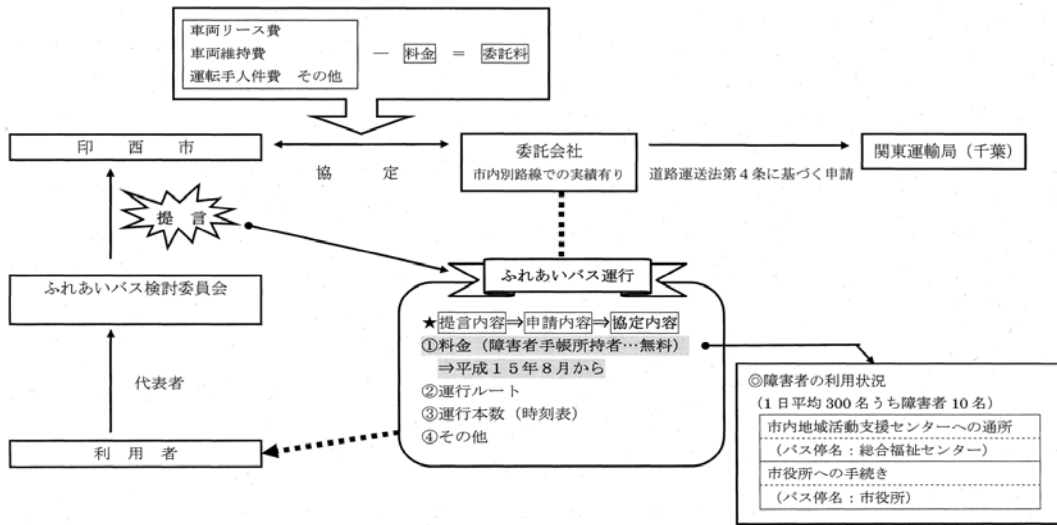 車両リース費
車両維持費
運転手人件費 その他
― 料金 = 委託料
印西市
協定
委託会社
市内別路線での実績有り
道路運送法第4条に基づく申請
関東運輸局(千葉)
提言
ふれあいバス検討委員会
代表者
利用者
ふれあいバス運行
★提言内容⇒申請内容⇒協定内容
①料金(障害者手帳所持者…無料)
⇒平成15年8月から
②運行ルート
③運行本数(時刻表)
④その他
◎障害者の利用状況
(1日平均300名うち障害者10名)
市内地域活動支援センターへの通所
(バス停名:総合福祉センター)
市役所への手続き
(バス停名:市役所)